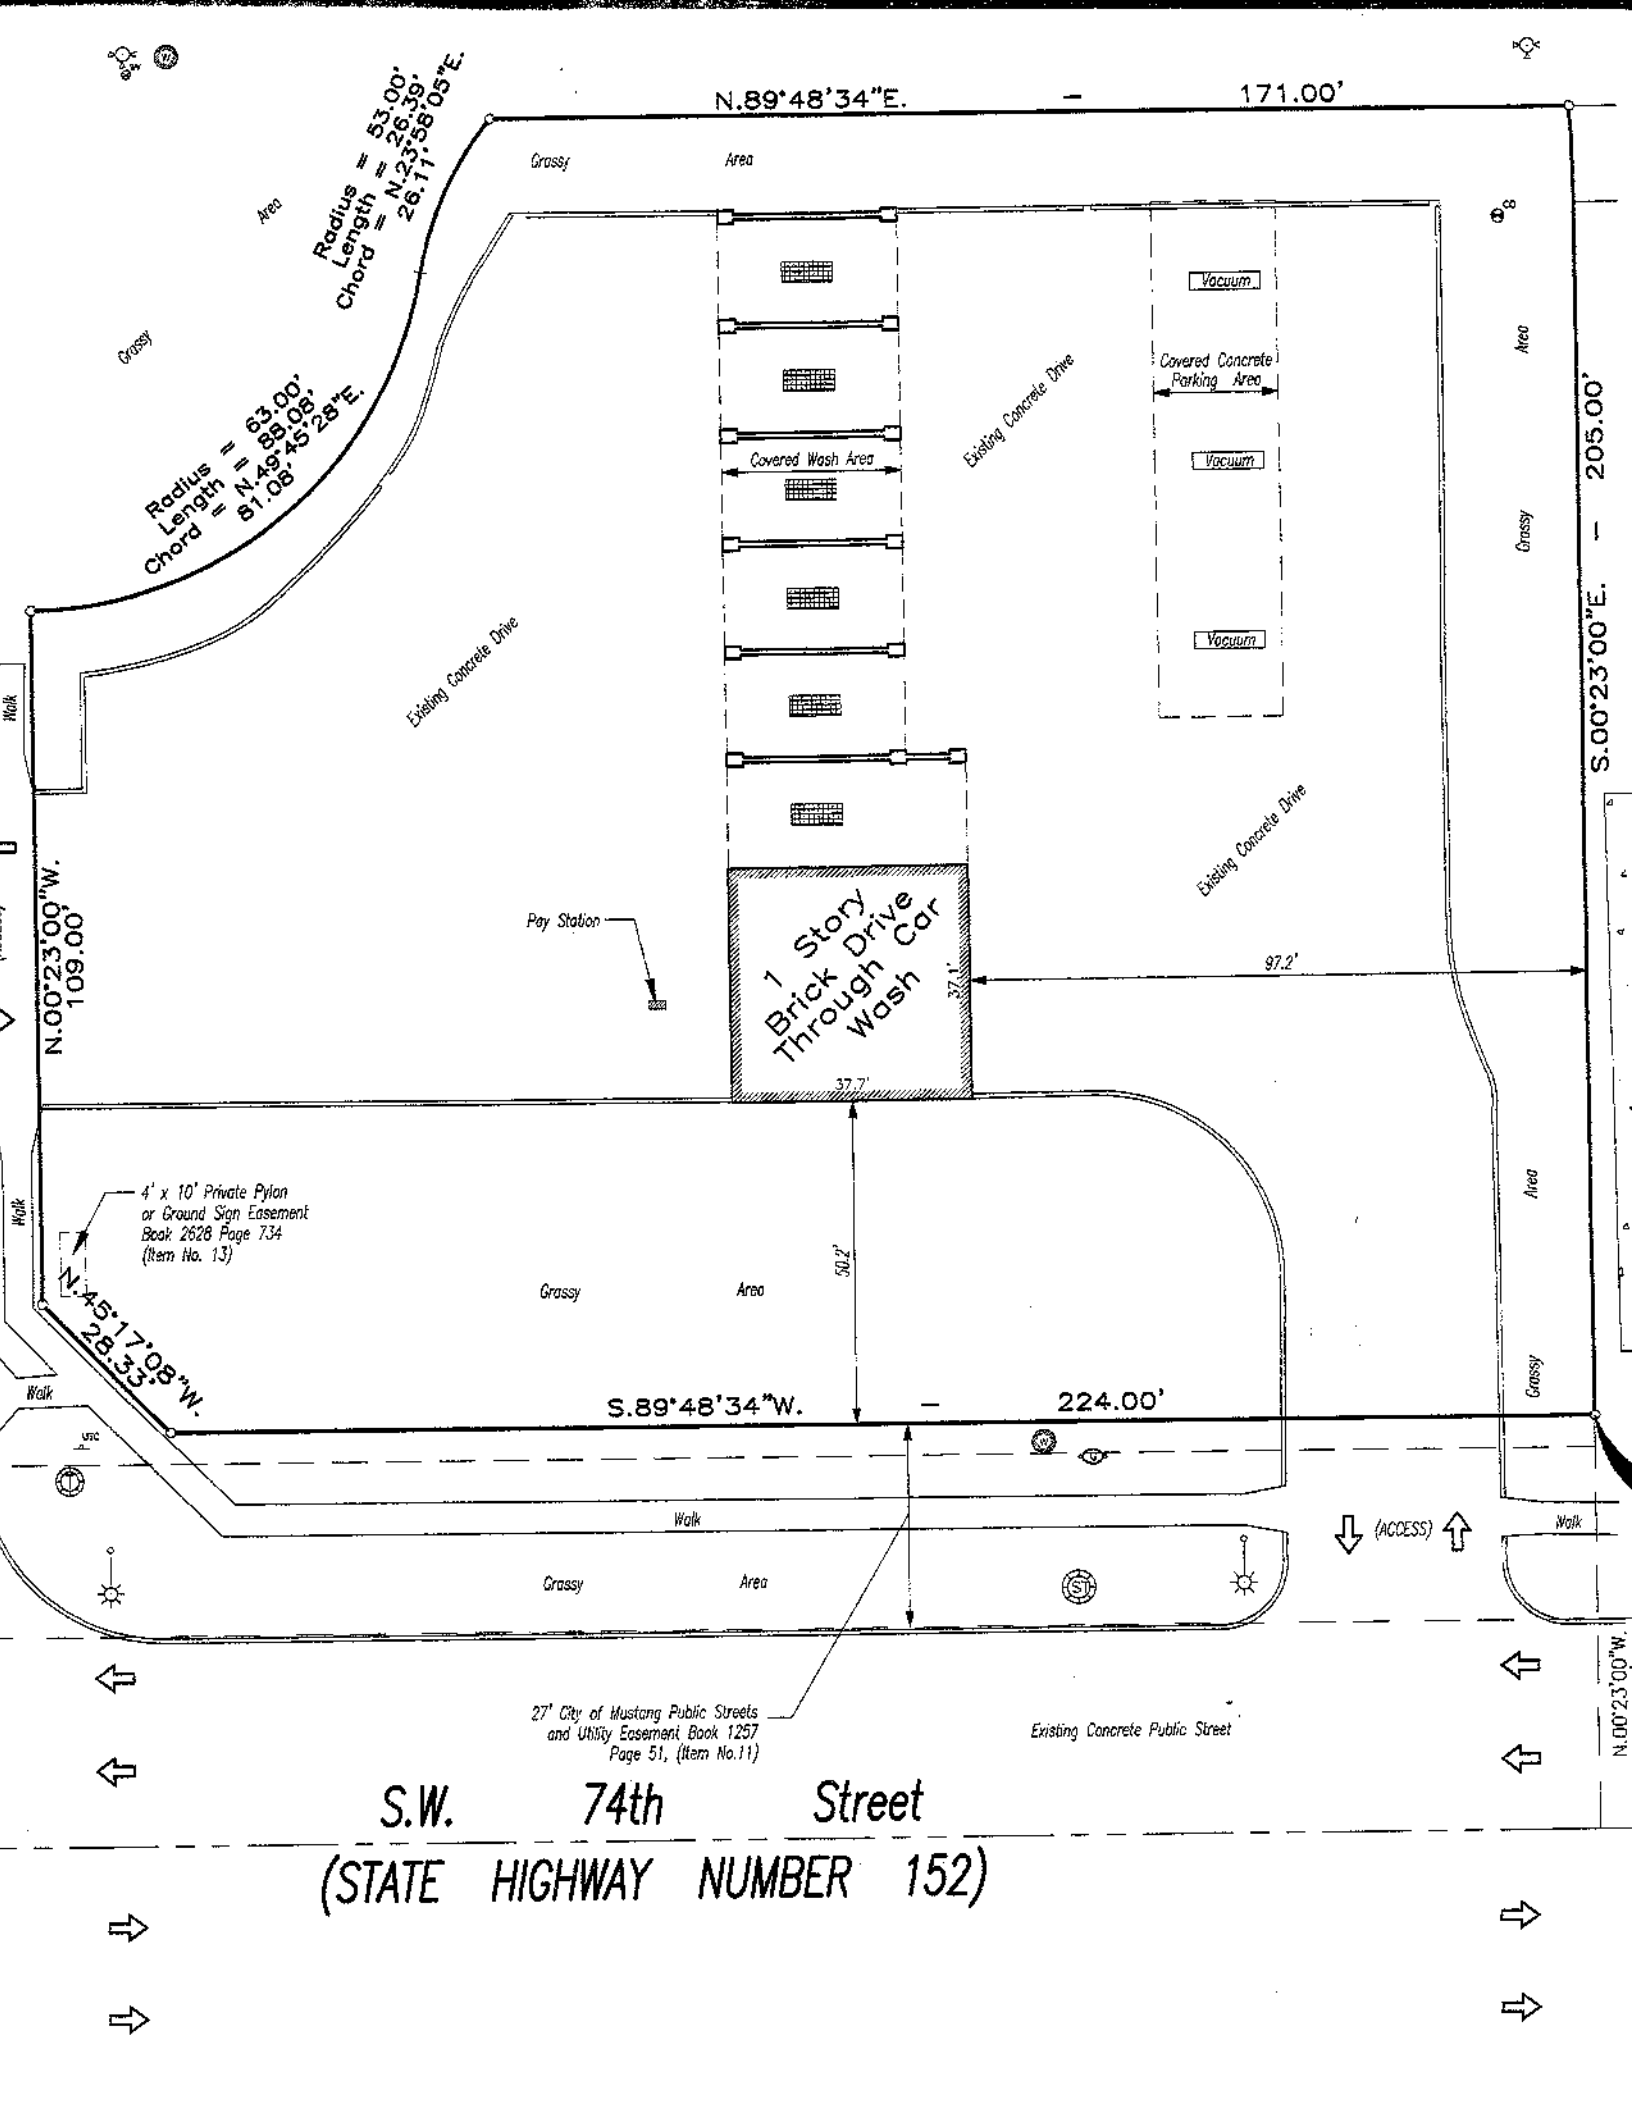 N.89°48'34"E. - 171.00'
Radius = 53.00'
Length = 26.39'
Chord = N.23°58'05"E.
26.11'
Grassy Area
Grassy Area
Radius = 63.00'
Length = 88.08'
Chord = N.49°45'28"E.
81.08'
8
Vacuum
Covered Concrete
Parking Area
Vacuum
Vacuum
Covered Wash Area
Existing Concrete Drive
Existing Concrete Drive
Existing Concrete Drive
Grassy Area
S.00°23'00"E. - 205.00'
Walk
N.00°23'00"W.
109.00'
Pay Station
1 Story
Brick Drive
Through Car
Wash
37.1'
37.7'
97.2'
Walk
4' x 10' Private Pylon
or Ground Sign Easement
Book 2628 Page 734
(Item No. 13)
N.45°17'08"W.
28.33'
Grassy Area
50.2'
Grassy Area
Walk
S.89°48'34"W. - 224.00'
W
G
T
Walk
(ACCESS)
Walk
Grassy Area
ST
27' City of Mustang Public Streets
and Utility Easement Book 1257
Page 51, (Item No.11)
Existing Concrete Public Street
N.00°23'00"W.
S.W. 74th Street
(STATE HIGHWAY NUMBER 152)